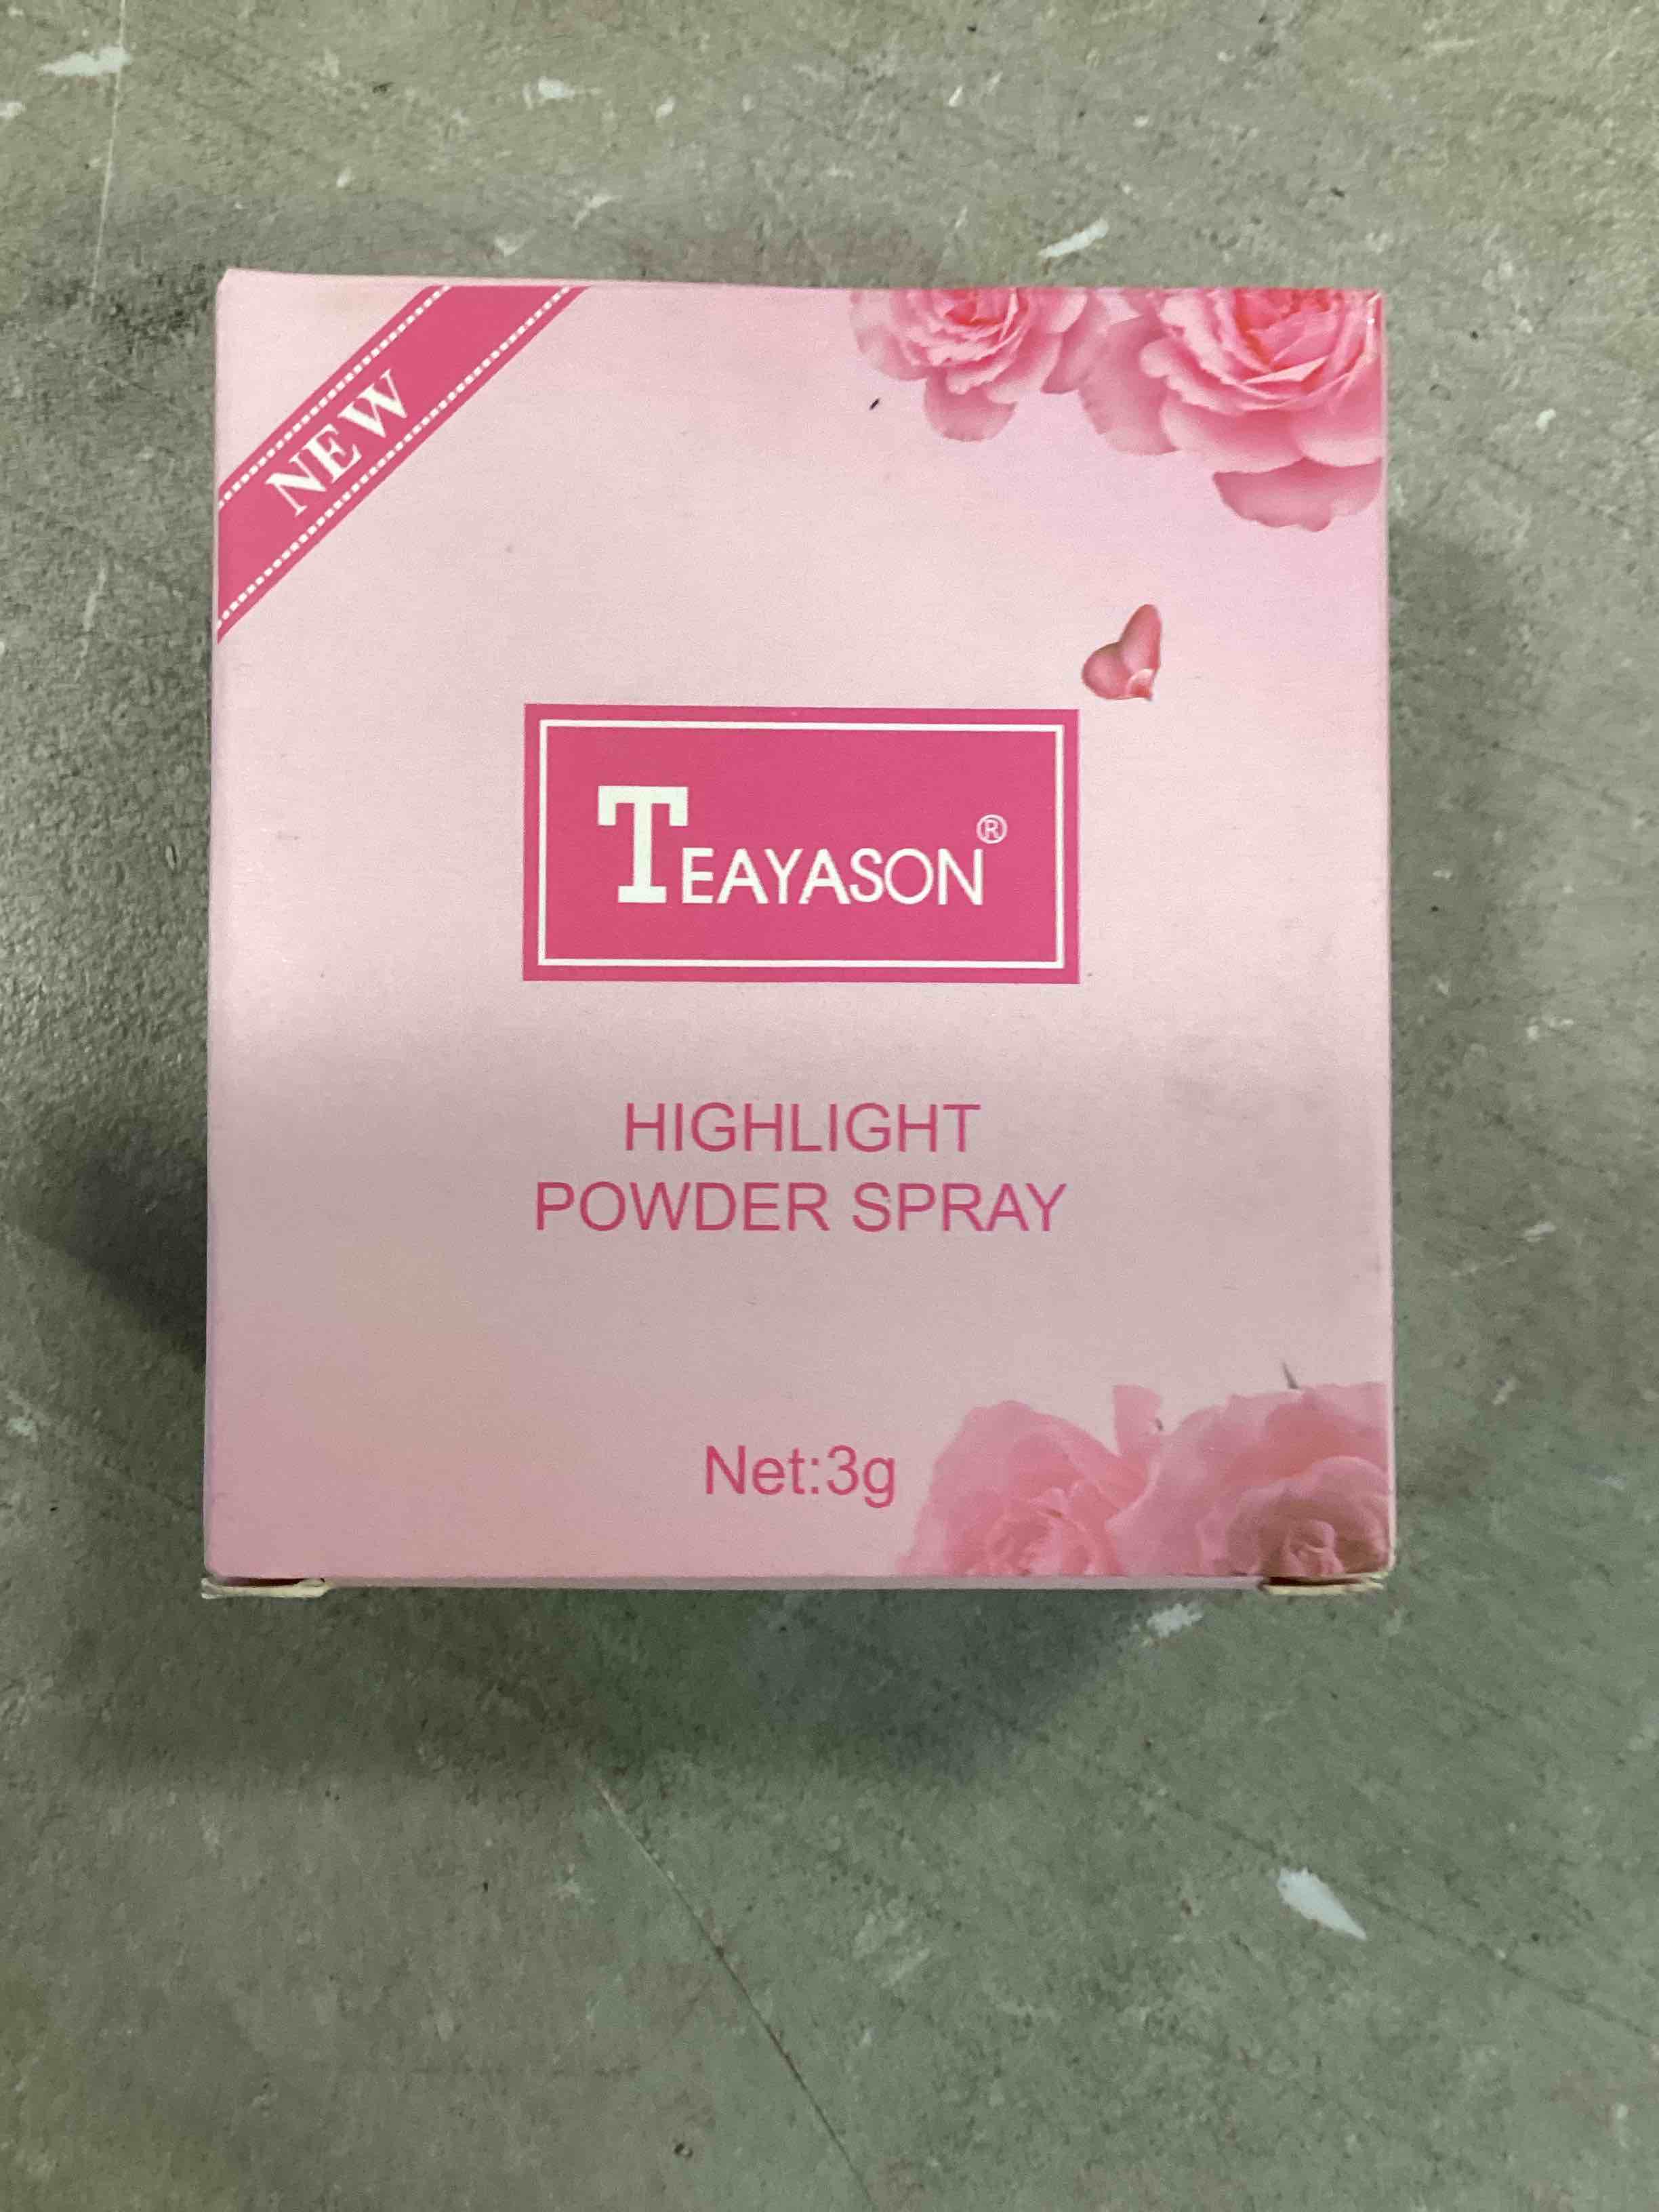 NEW
TEAYASON®
HIGHLIGHT
POWDER SPRAY
Net:3g